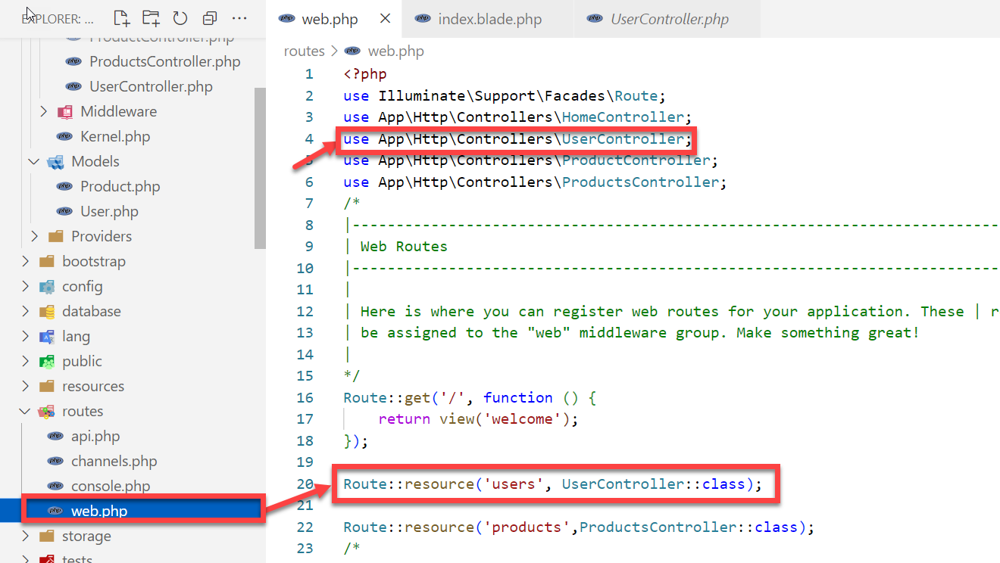 EXPLORER: ...
ProductController.php
ProductsController.php
UserController.php
Middleware
Kernel.php
Models
Product.php
User.php
Providers
bootstrap
config
database
lang
public
resources
routes
api.php
channels.php
console.php
web.php
storage
tests
web.php
index.blade.php
UserController.php
routes > web.php
1 <?php
2 use Illuminate\Support\Facades\Route;
3 use App\Http\Controllers\HomeController;
4 use App\Http\Controllers\UserController;
5 use App\Http\Controllers\ProductController;
6 use App\Http\Controllers\ProductsController;
7 /*
8 |--------------------------------------------------------------------------
9 | Web Routes
10 |--------------------------------------------------------------------------
11 |
12 | Here is where you can register web routes for your application. These | r
13 | be assigned to the "web" middleware group. Make something great!
14 |
15 */
16 Route::get('/', function () {
17 return view('welcome');
18 });
19
20 Route::resource('users', UserController::class);
21
22 Route::resource('products',ProductsController::class);
23 /*